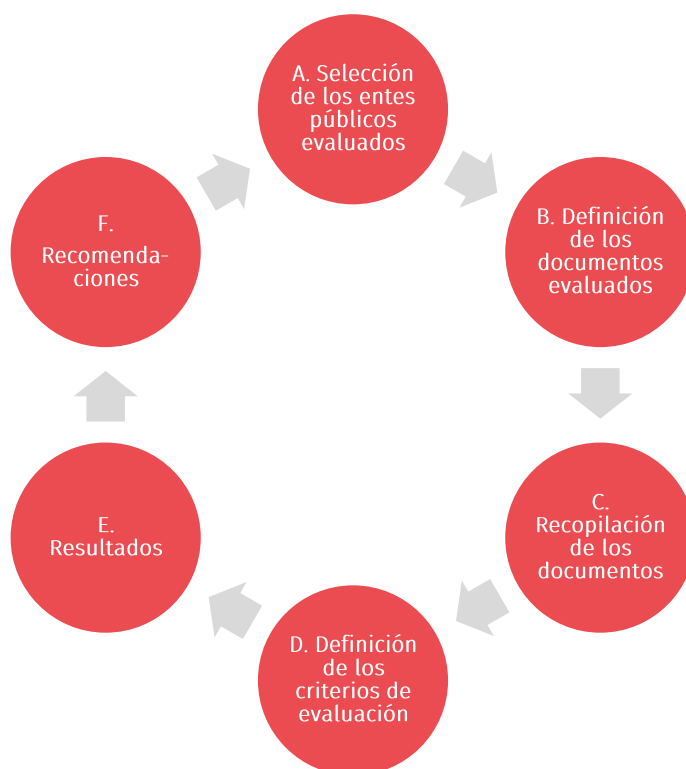 A. Selección
de los entes
públicos
evaluados
B. Definición
de los
documentos
evaluados
C.
Recopilación
de los
documentos
D. Definición
de los
criterios de
evaluación
E.
Resultados
F.
Recomenda-
ciones